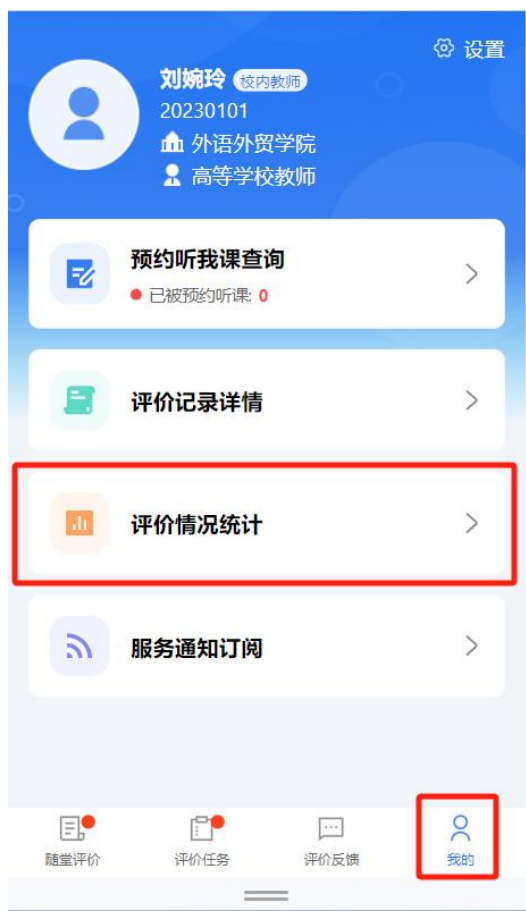 设置
刘婉玲 校内教师
20230101
外语外贸学院
高等学校教师
预约听我课查询
已被预约听课: 0
评价记录详情
评价情况统计
服务通知订阅
随堂评价 评价任务 评价反馈 我的